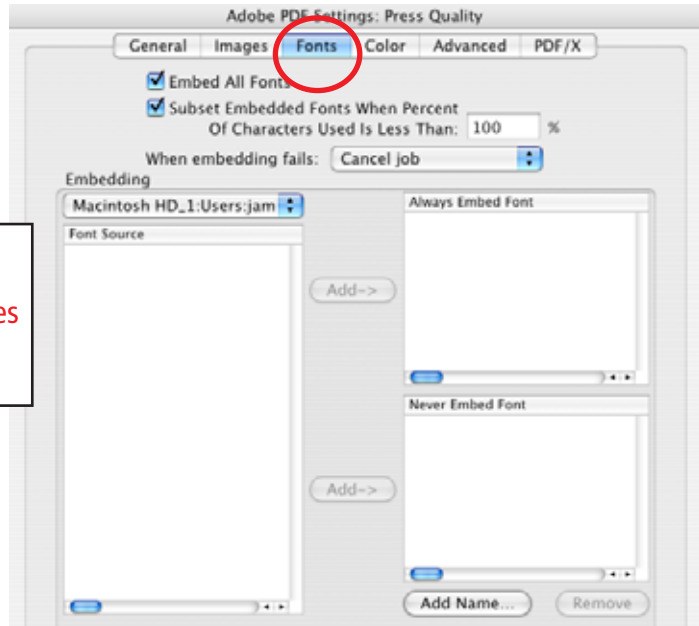 Adobe PDF Settings: Press Quality
General Images Fonts Color Advanced PDF/X
Embed All Fonts
Subset Embedded Fonts When Percent
Of Characters Used Is Less Than: 100 %
When embedding fails: Cancel job
Embedding
Macintosh HD_1:Users:jam
Font Source
Always Embed Font
es
Add->
Never Embed Font
Add->
Add Name... Remove